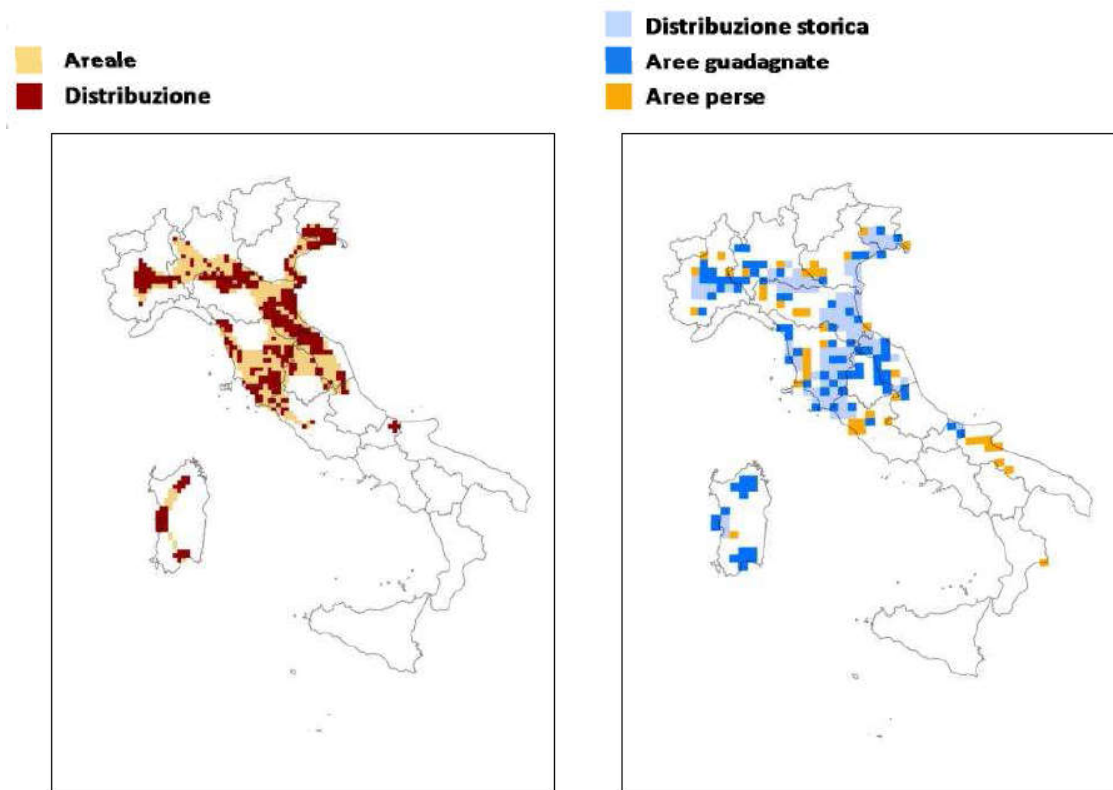 Areale
Distribuzione
Distribuzione storica
Aree guadagnate
Aree perse